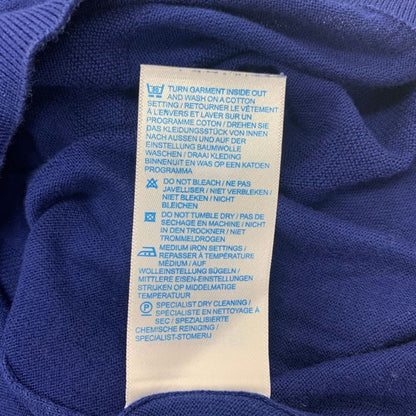 TURN GARMENT INSIDE OUT
AND WASH ON A COTTON
SETTING / RETOURNER LE VÊTEMENT
À L'ENVERS ET LAVER SUR UN
PROGRAMME COTON / DREHEN SIE
DAS KLEIDUNGSSTÜCK VON INNEN
NACH AUSSEN UND AUF DER
EINSTELLUNG BAUMWOLLE
WASCHEN / DRAAI KLEDING
BINNENUIT EN WAS OP EEN KATOEN
PROGRAMMA
DO NOT BLEACH / NE PAS
JAVELLISER / NIET VERBLEKEN /
NIET BLEKEN / NICHT
BLEICHEN
DO NOT TUMBLE DRY / PAS DE
SECHAGE EN MACHINE / NICHT
IN DEN TROCKNER / NIET
TROMMELDROGEN
MEDIUM IRON SETTINGS /
REPASSER À TEMPÉRATURE
MEDIUM / WARME
WOLLEINSTELLUNG SÜGELN /
MITTLERE EISEN-EINSTELLUNGEN
STRIJKEN OP MIDDELMATIGE
TEMPERATUUR
SPECIALIST DRY CLEANING /
SPÉCIALISTE EN NETTOYAGE À
SEC / SPEZIALISIERTE
CHEMISCHE REINIGING /
SPECIALIST-STOMERIJ